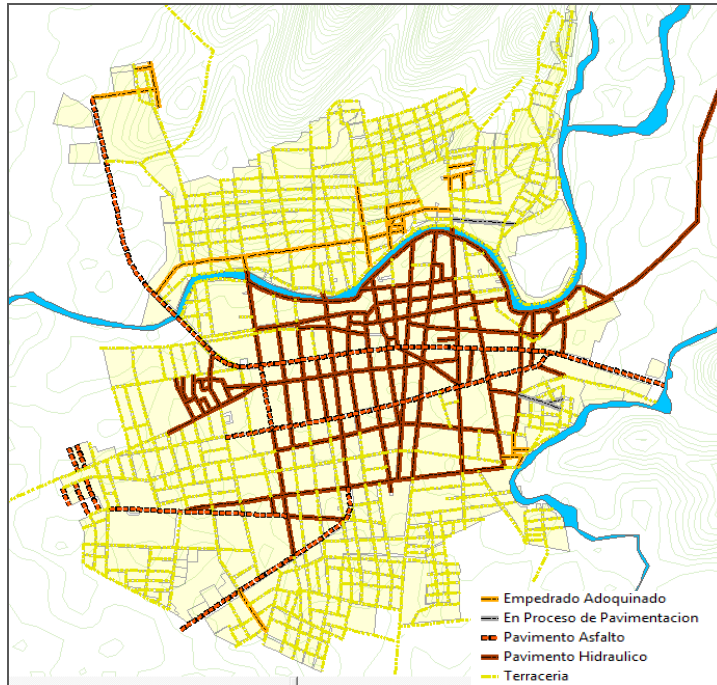 Empedrado Adoquinado
En Proceso de Pavimentacion
Pavimento Asfalto
Pavimento Hidraulico
Terraceria